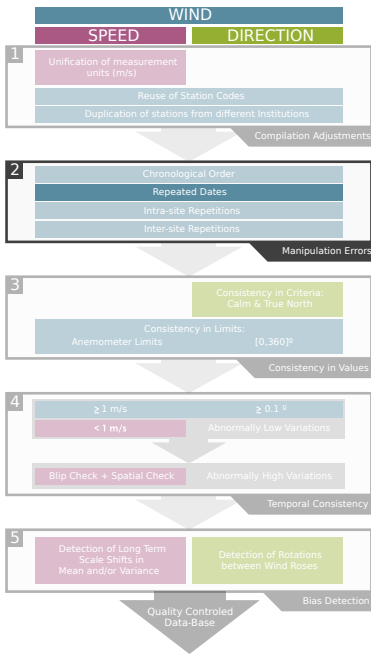 WIND
SPEED
DIRECTION
1
Unification of measurement
units (m/s)
Reuse of Station Codes
Duplication of stations from different Institutions
Compilation Adjustments
2
Chronological Order
Repeated Dates
Intra-site Repetitions
Inter-site Repetitions
Manipulation Errors
3
Consistency in Criteria:
Calm & True North
Consistency in Limits:
Anemometer Limits
[0,360]º
Consistency in Values
4
≥ 1 m/s
≥ 0.1 º
< 1 m/s
Abnormally Low Variations
Blip Check + Spatial Check
Abnormally High Variations
Temporal Consistency
5
Detection of Long Term
Scale Shifts in
Mean and/or Variance
Detection of Rotations
between Wind Roses
Bias Detection
Quality Controled
Data-Base